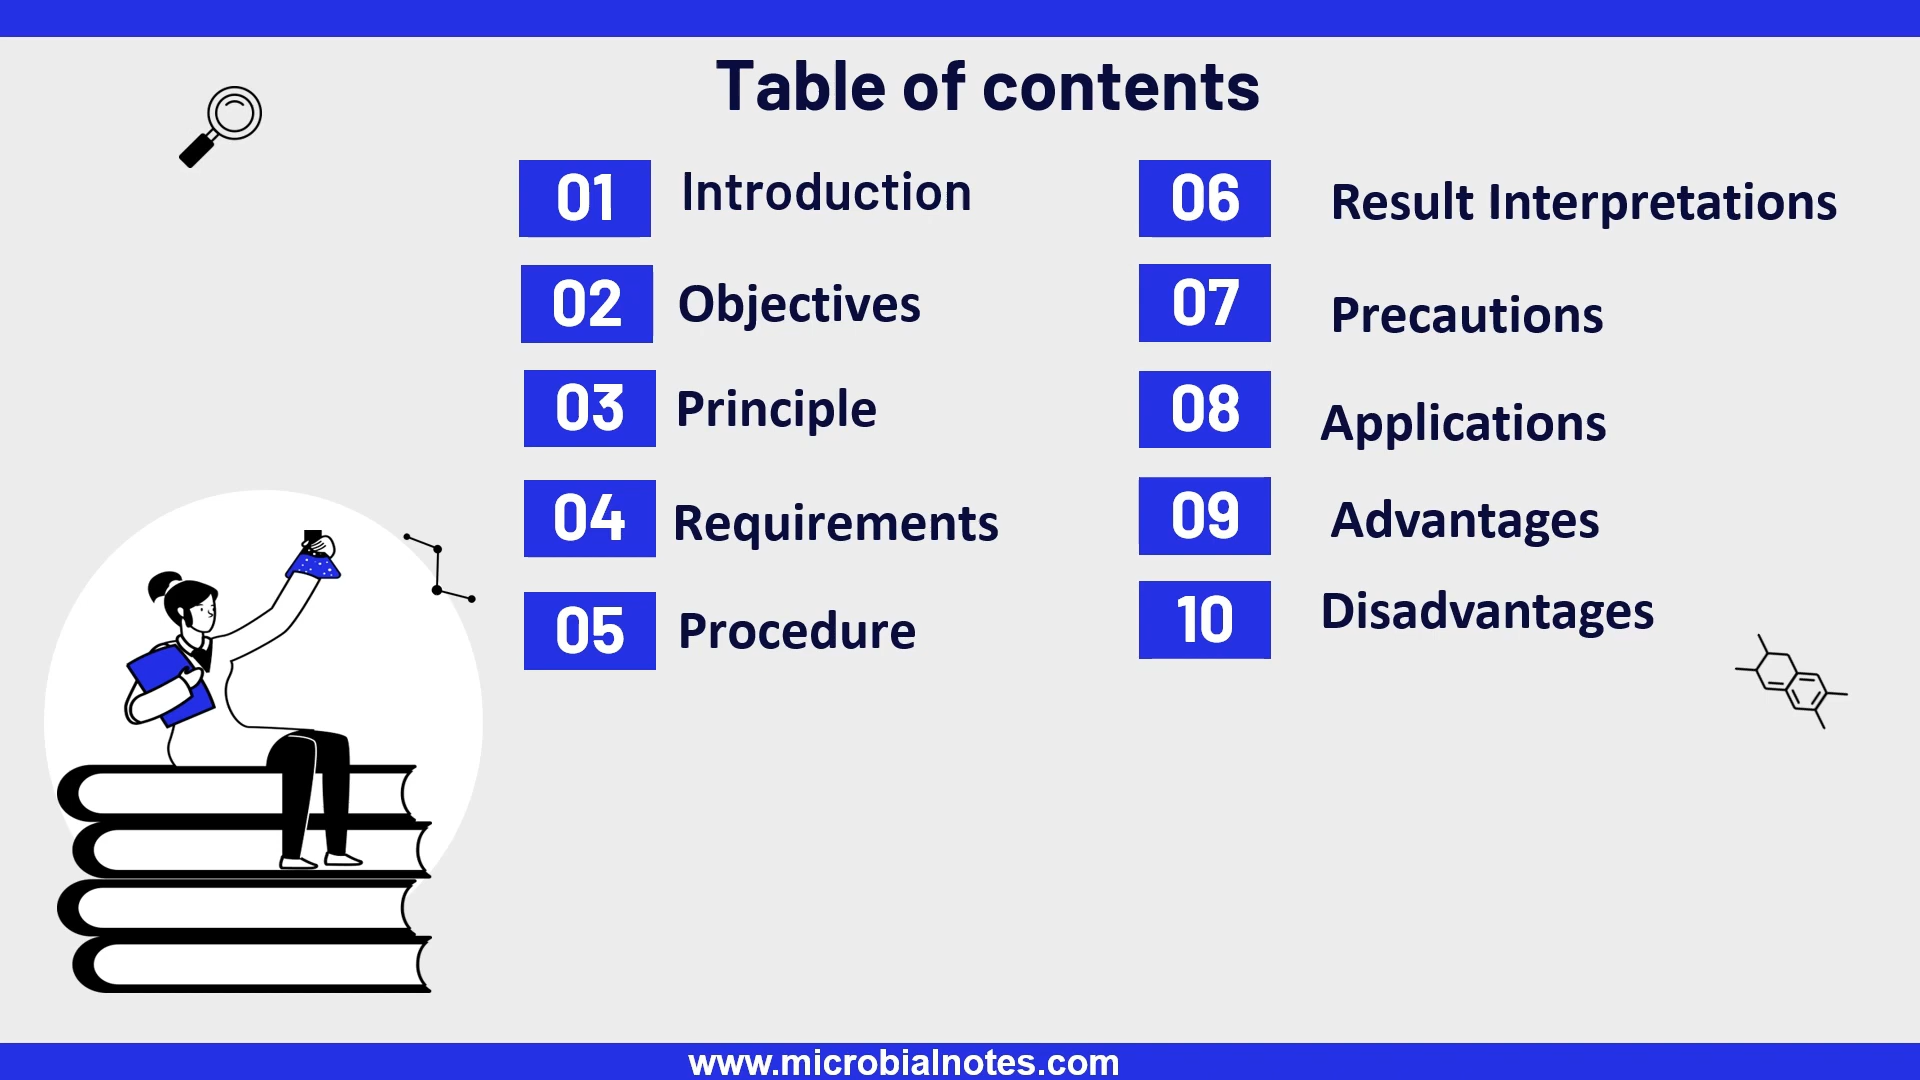 Table of contents
01 Introduction
02 Objectives
03 Principle
04 Requirements
05 Procedure
06 Result Interpretations
07 Precautions
08 Applications
09 Advantages
10 Disadvantages
www.microbialnotes.com